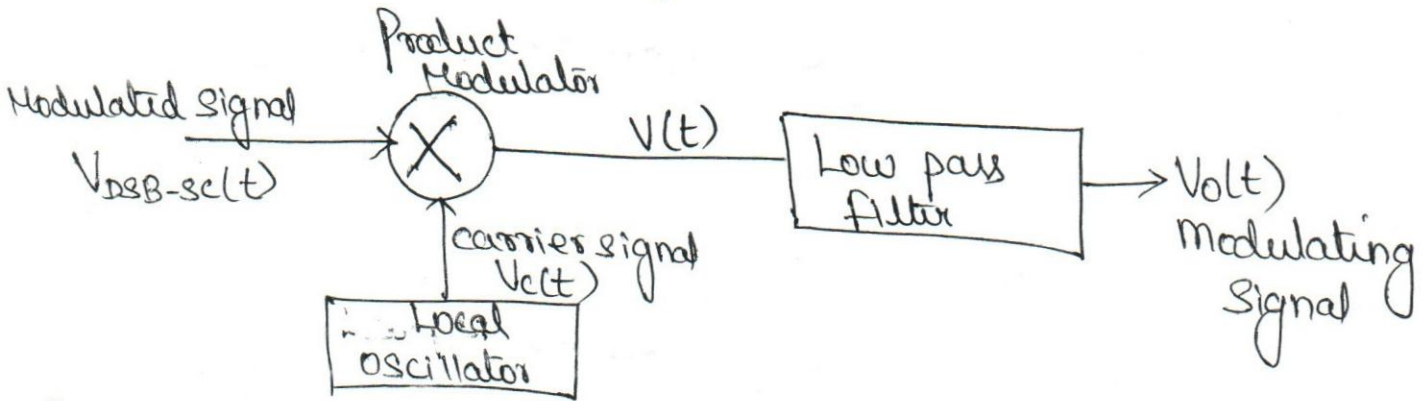 Product
Modulator
Modulated Signal
V(t)
VDSB-SC(t)
Low pass
filter
Vo(t)
Modulating
Signal
carrier signal
Vc(t)
Local
Oscillator